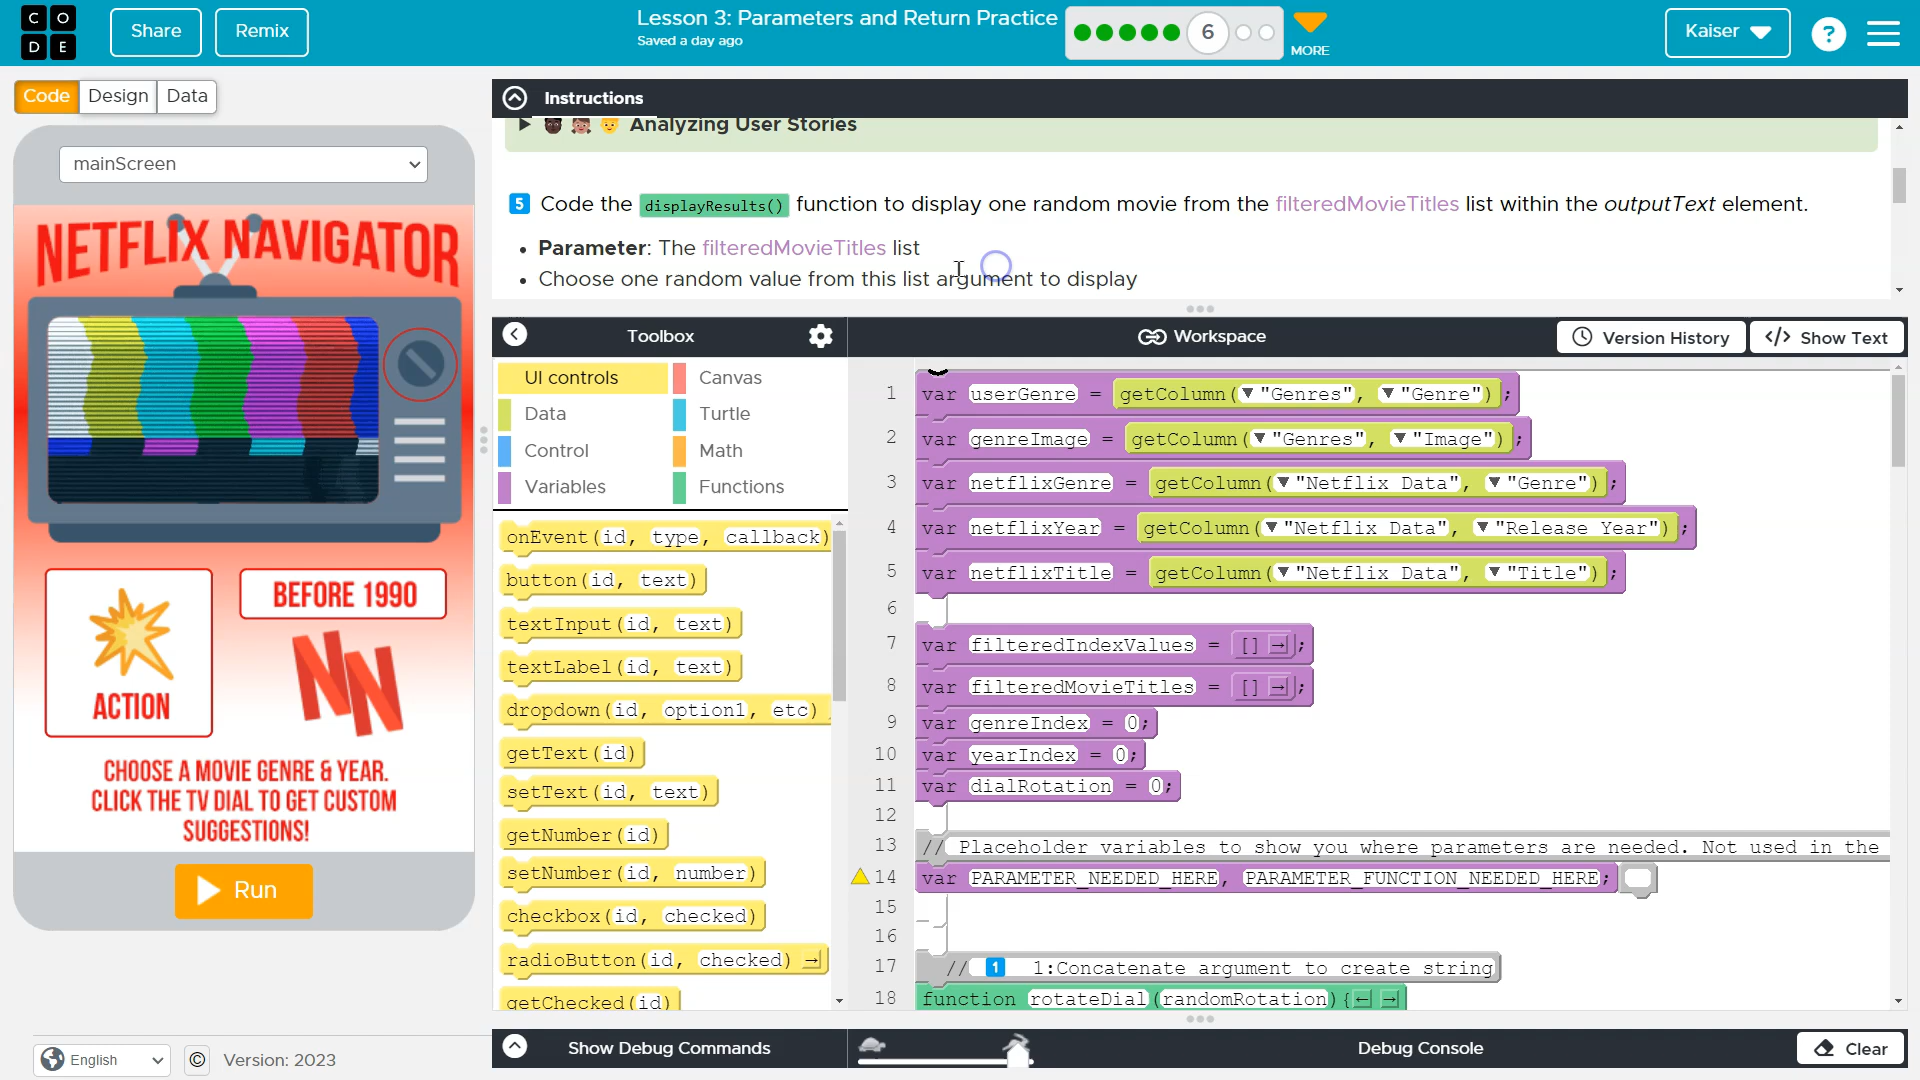 C O
D E
Share
Remix
Lesson 3: Parameters and Return Practice
Saved a day ago
6
MORE
Kaiser
?
Code
Design
Data
Instructions
Analyzing User Stories
mainScreen
5 Code the displayResults() function to display one random movie from the filteredMovieTitles list within the outputText element.
• Parameter: The filteredMovieTitles list
• Choose one random value from this list argument to display
NETFLIX NAVIGATOR
BEFORE 1990
ACTION
CHOOSE A MOVIE GENRE & YEAR.
CLICK THE TV DIAL TO GET CUSTOM
SUGGESTIONS!
Run
English
©
Version: 2023
Toolbox
Workspace
Version History
</> Show Text
UI controls
Canvas
Data
Turtle
Control
Math
Variables
Functions
onEvent(id, type, callback)
button(id, text)
textInput(id, text)
textLabel(id, text)
dropdown(id, option1, etc)
getText(id)
setText(id, text)
getNumber(id)
setNumber(id, number)
checkbox(id, checked)
radioButton(id, checked) →
getChecked(id)
1 var userGenre = getColumn(▼"Genres", ▼"Genre");
2 var genreImage = getColumn(▼"Genres", ▼"Image");
3 var netflixGenre = getColumn(▼"Netflix Data", ▼"Genre");
4 var netflixYear = getColumn(▼"Netflix Data", ▼"Release Year");
5 var netflixTitle = getColumn(▼"Netflix Data", ▼"Title");
6
7 var filteredIndexValues = [] →;
8 var filteredMovieTitles = [] →;
9 var genreIndex = 0;
10 var yearIndex = 0;
11 var dialRotation = 0;
12
13 // Placeholder variables to show you where parameters are needed. Not used in the
14 var PARAMETER_NEEDED_HERE, PARAMETER_FUNCTION_NEEDED_HERE;
15
16
17 // 1 1:Concatenate argument to create string
18 function rotateDial(randomRotation){← →
Show Debug Commands
Debug Console
Clear